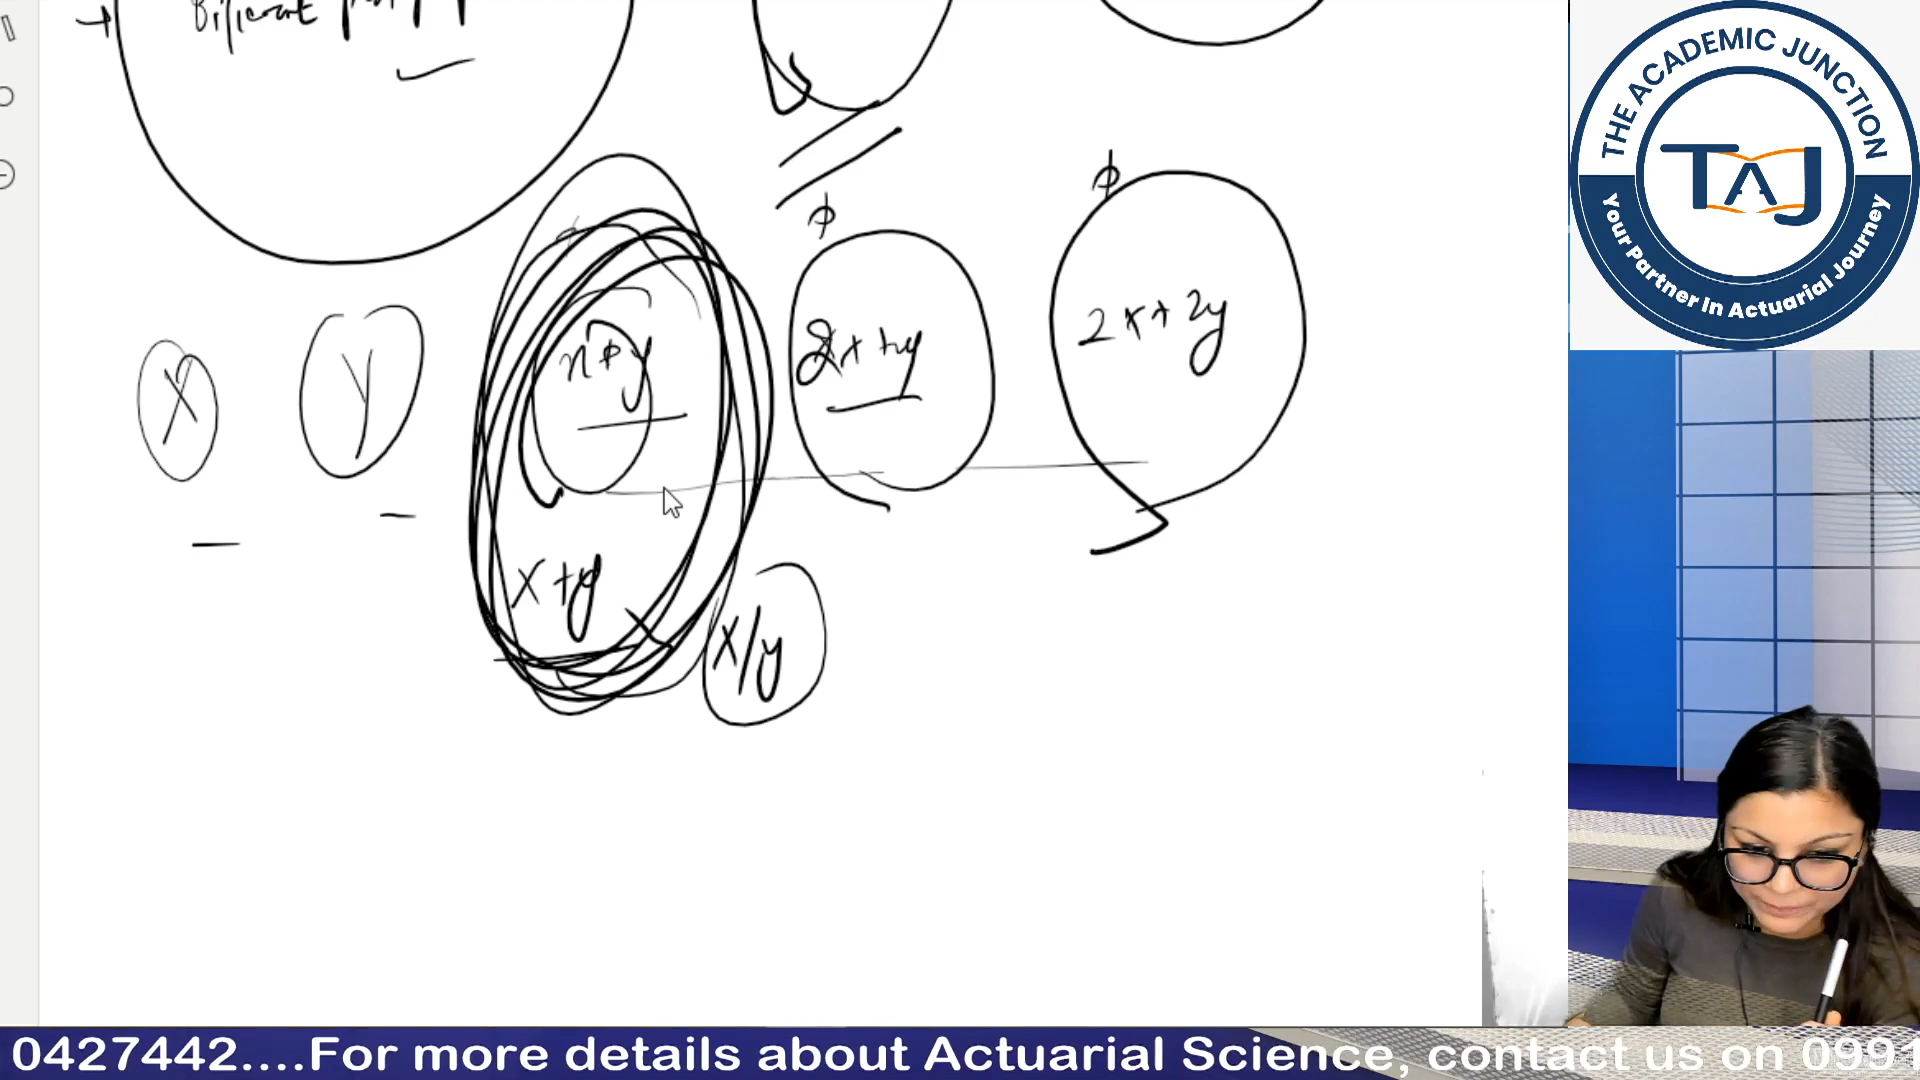 φ
φ
X
y
x+y
2x+y
2x+2y
x+y
x/y
THE ACADEMIC JUNCTION
TAJ
Your Partner In Actuarial Journey
0427442....For more details about Actuarial Science, contact us on 0991